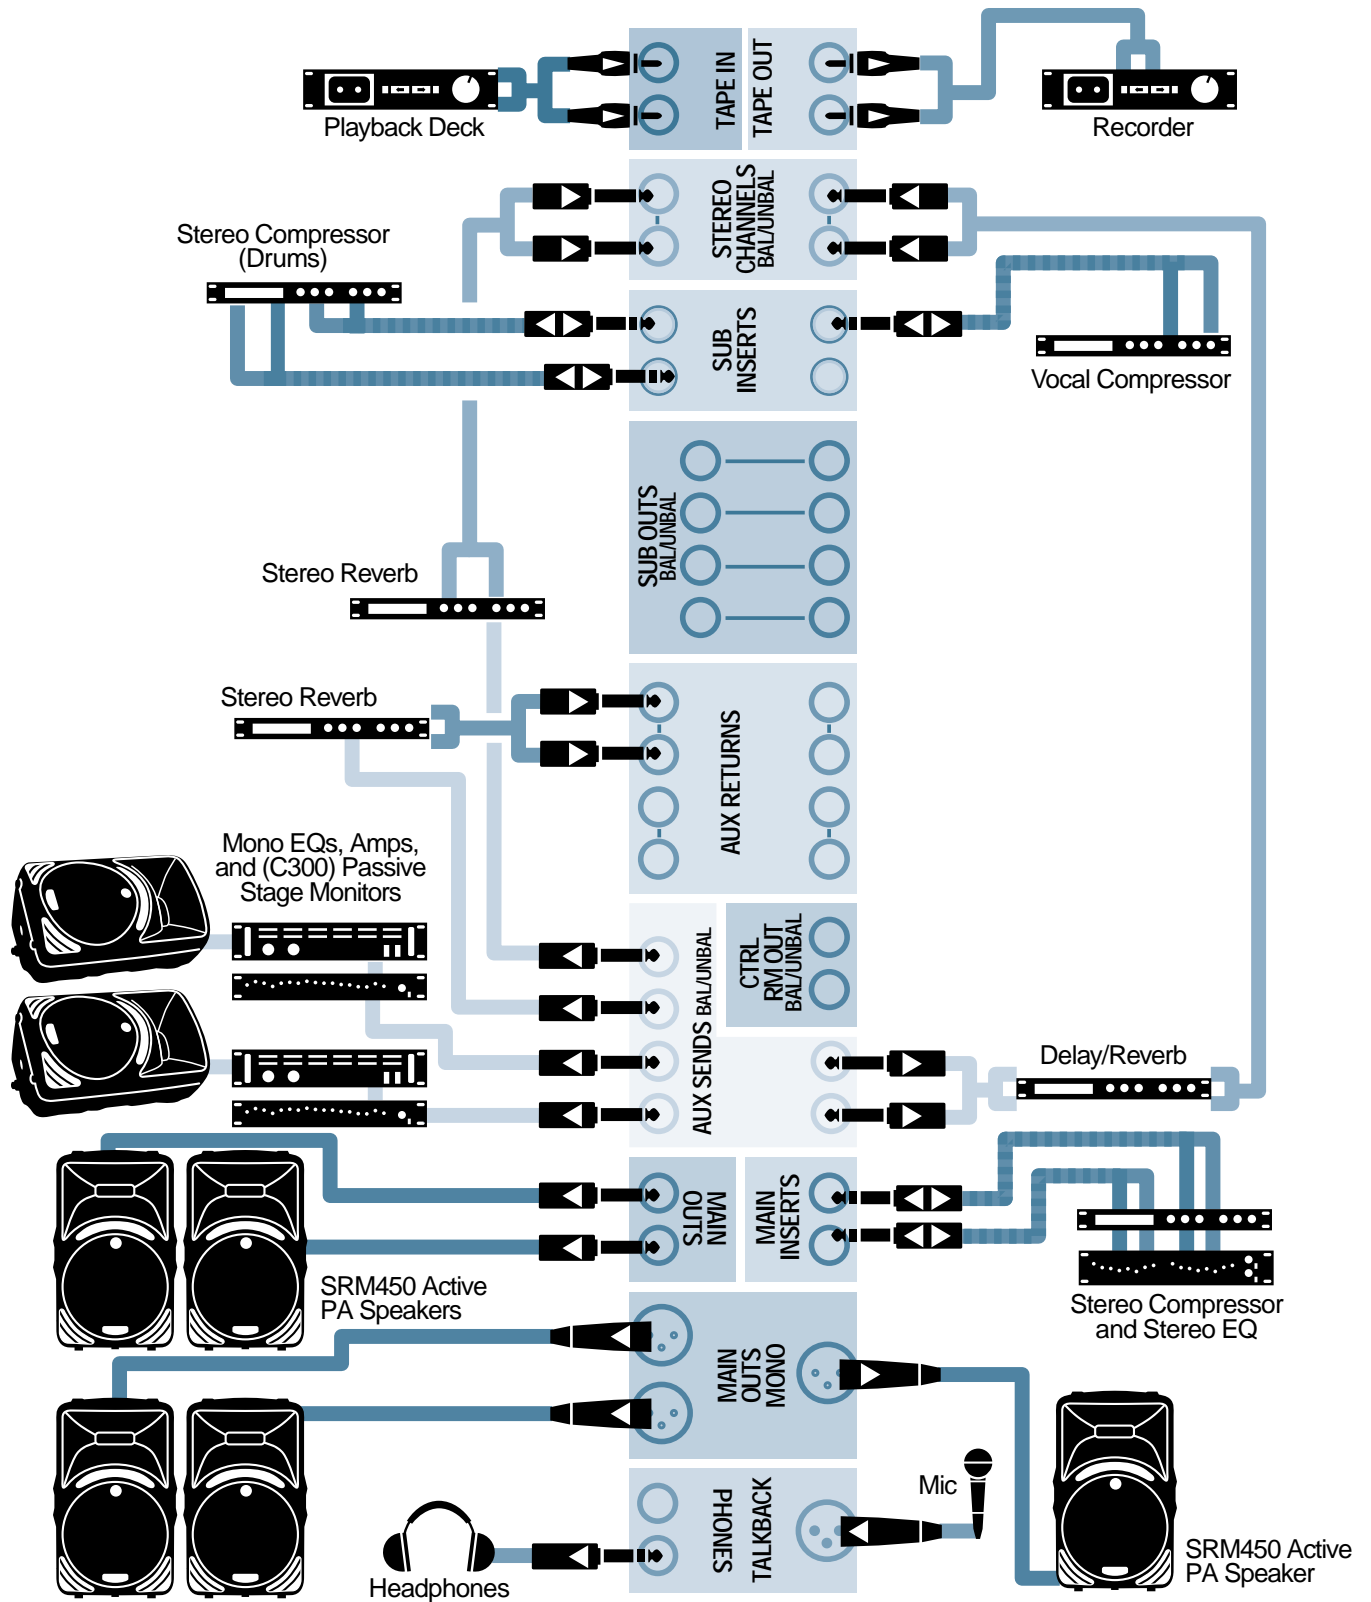 TAPE IN
TAPE OUT
Playback Deck
Recorder
STEREO
CHANNELS
BAL/UNBAL
Stereo Compressor
(Drums)
SUB
INSERTS
Vocal Compressor
SUB OUTS
BAL/UNBAL
Stereo Reverb
Stereo Reverb
AUX RETURNS
Mono EQs, Amps,
and (C300) Passive
Stage Monitors
CTRL
RM OUT
BAL/UNBAL
AUX SENDS BAL/UNBAL
Delay/Reverb
MAIN
OUTS
MAIN
INSERTS
SRM450 Active
PA Speakers
Stereo Compressor
and Stereo EQ
MAIN
OUTS
MONO
PHONES
TALKBACK
Mic
Headphones
SRM450 Active
PA Speaker